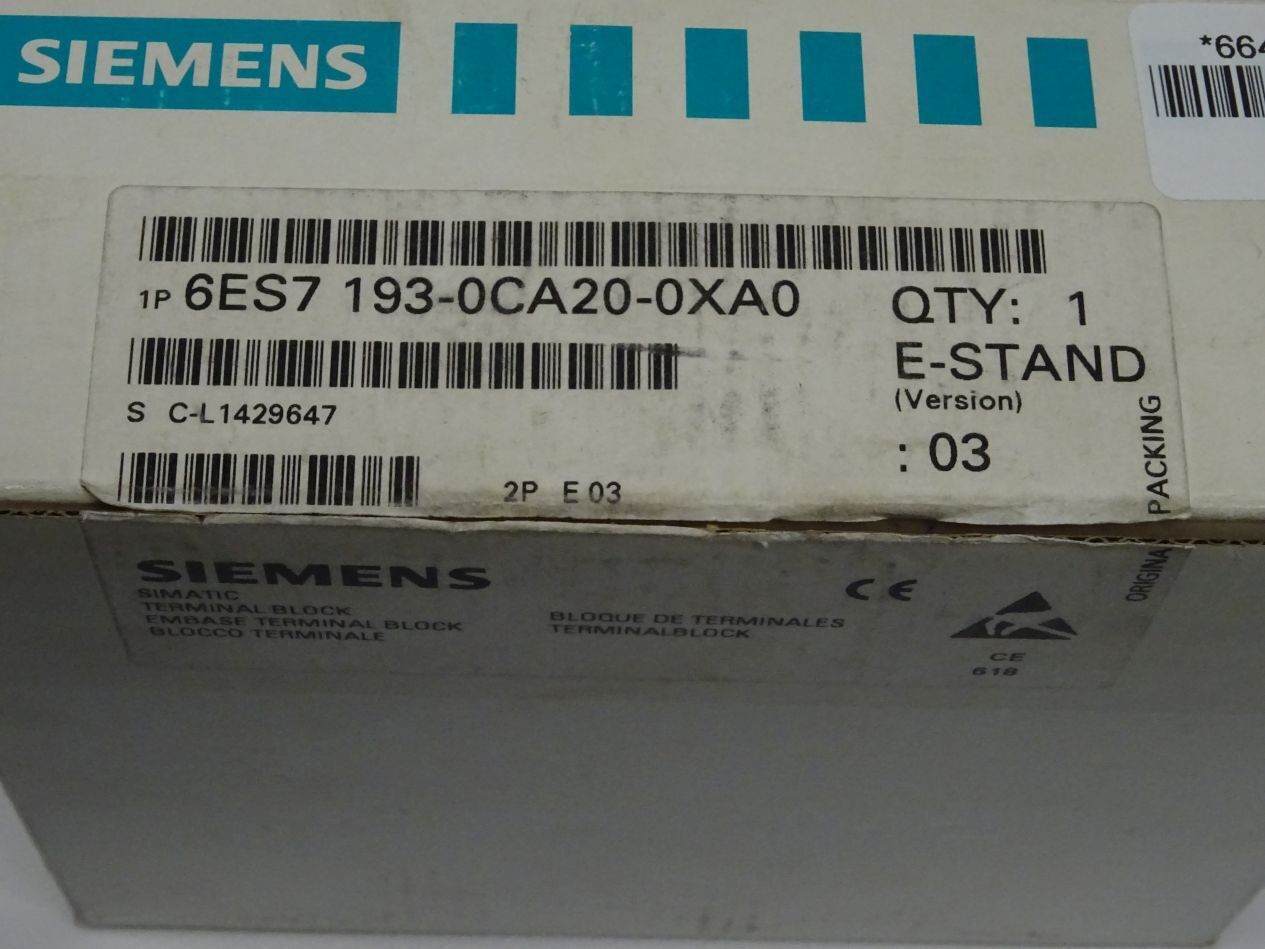 SIEMENS
*664
1P 6ES7 193-0CA20-0XA0
QTY: 1
E-STAND
(Version)
: 03
S C-L1429647
2P E 03
ORIGINAL PACKING
SIEMENS
SIMATIC
TERMINAL BLOCK
EMBASE TERMINAL BLOCK
BLOCCO TERMINALE
BLOQUE DE TERMINALES
TERMINALBLOCK
CE
CE
618